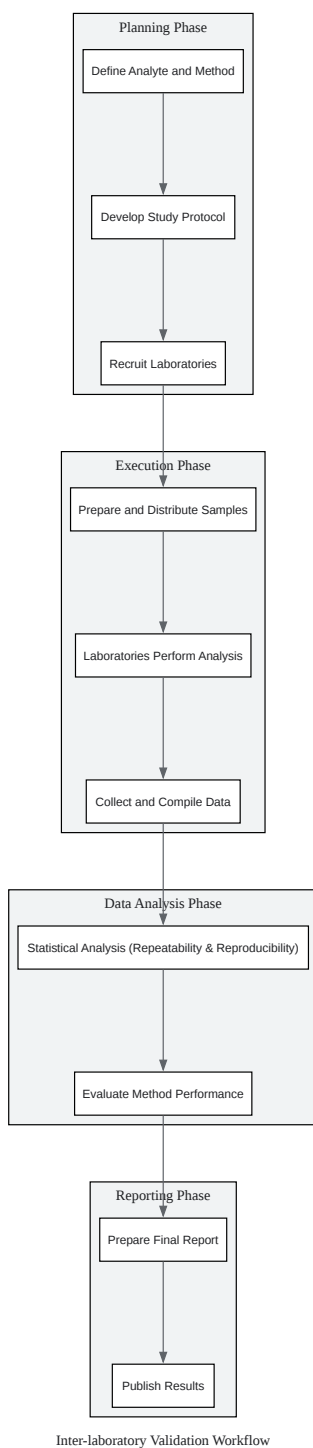 Planning Phase
Define Analyte and Method
Develop Study Protocol
Recruit Laboratories
Execution Phase
Prepare and Distribute Samples
Laboratories Perform Analysis
Collect and Compile Data
Data Analysis Phase
Statistical Analysis (Repeatability & Reproducibility)
Evaluate Method Performance
Reporting Phase
Prepare Final Report
Publish Results
Inter-laboratory Validation Workflow